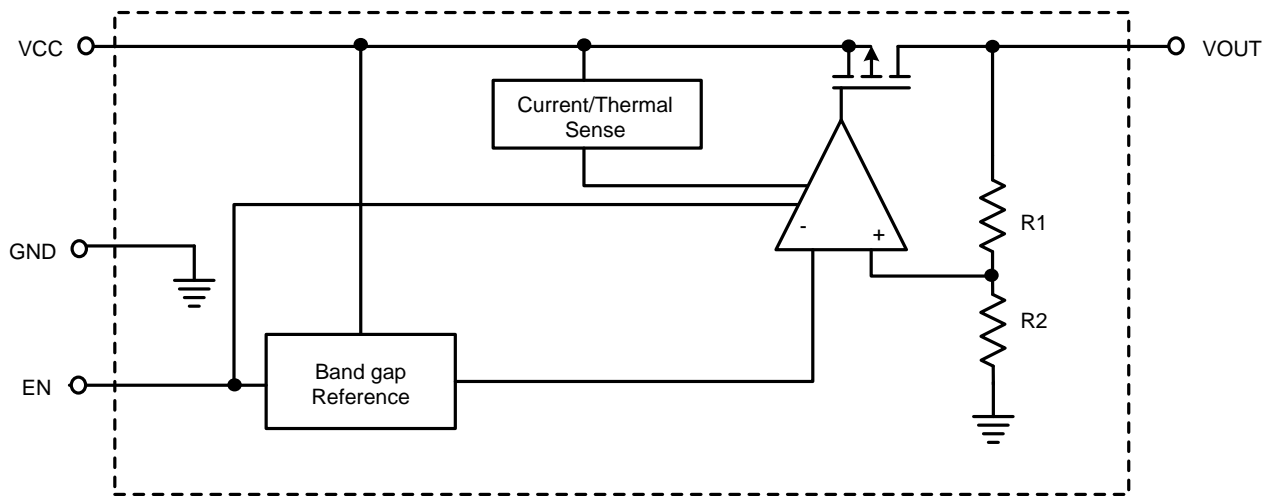 VCC
VOUT
Current/Thermal
Sense
R1
- +
GND
R2
EN
Band gap
Reference